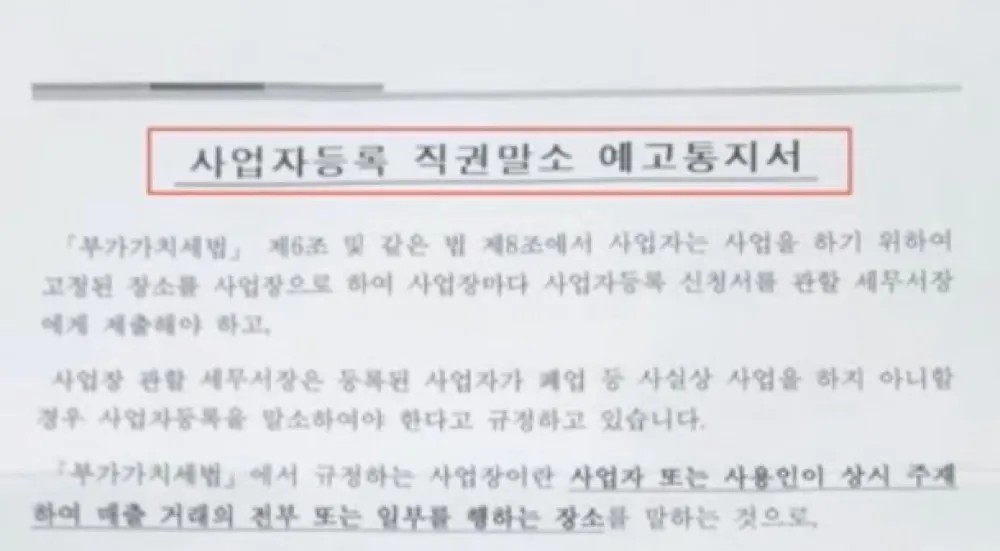 사업자등록 직권말소 예고통지서
「부가가치세법」 제6조 및 같은 법 제8조에서 사업자는 사업을 하기 위하여
고정된 장소를 사업장으로 하여 사업장마다 사업자등록 신청서를 관할 세무서장
에게 제출해야 하고,
사업장 관할 세무서장은 등록된 사업자가 폐업 등 사실상 사업을 하지 아니할
경우 사업자등록을 말소하여야 한다고 규정하고 있습니다.
「부가가치세법」에서 규정하는 사업장이란 사업자 또는 사용인이 상시 주재
하여 매출 거래의 전부 또는 일부를 행하는 장소를 말하는 것으로,